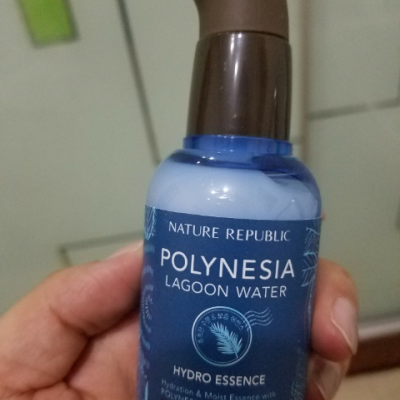 NATURE REPUBLIC
POLYNESIA
LAGOON WATER
HYDRO ESSENCE
Hydration & Moist Essence with